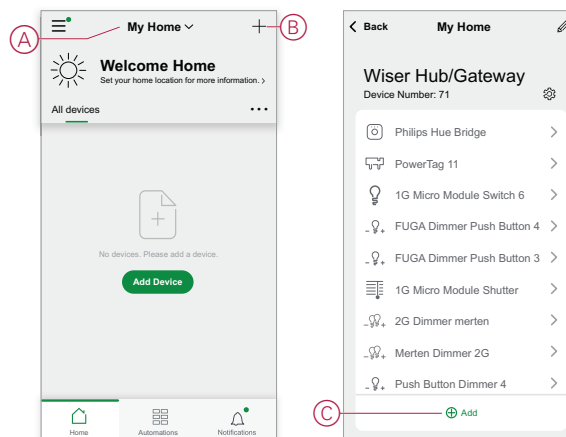 My Home
A
B
Welcome Home
Set your home location for more information. >
All devices
No devices. Please add a device.
Add Device
Home
Automations
Notifications
Back
My Home
Wiser Hub/Gateway
Device Number: 71
Philips Hue Bridge
PowerTag 11
1G Micro Module Switch 6
FUGA Dimmer Push Button 4
FUGA Dimmer Push Button 3
1G Micro Module Shutter
2G Dimmer merten
Merten Dimmer 2G
Push Button Dimmer 4
C
Add